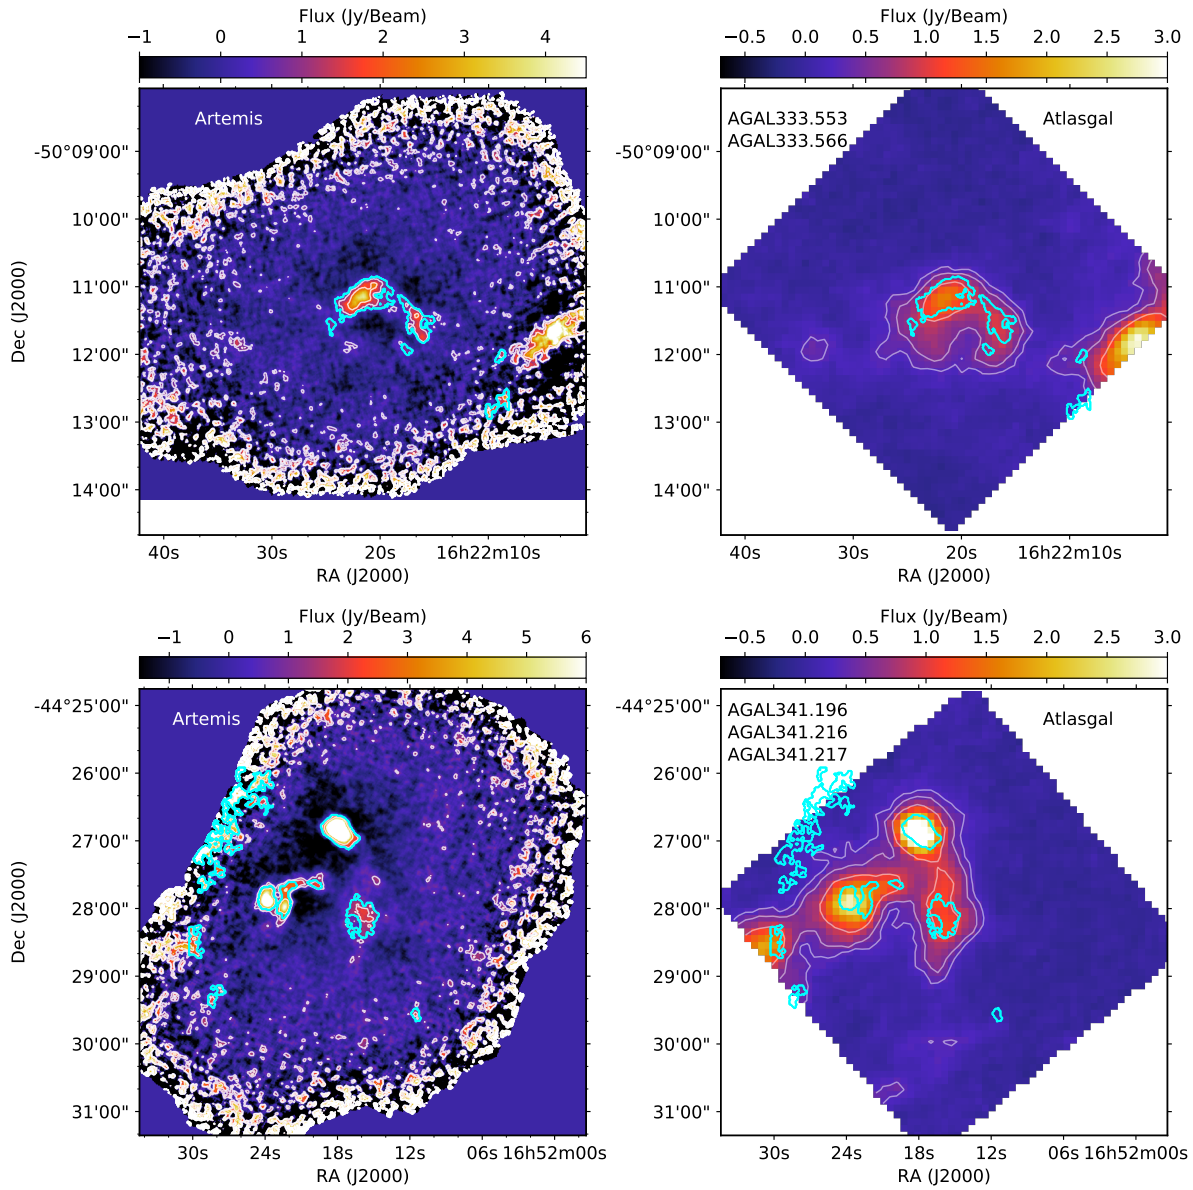 Flux (Jy/Beam)
−1 0 1 2 3 4
Flux (Jy/Beam)
−0.5 0.0 0.5 1.0 1.5 2.0 2.5 3.0
Artemis
AGAL333.553
AGAL333.566
Atlasgal
Dec (J2000)
-50°09'00"
10'00"
11'00"
12'00"
13'00"
14'00"
-50°09'00"
10'00"
11'00"
12'00"
13'00"
14'00"
40s 30s 20s 16h22m10s
RA (J2000)
40s 30s 20s 16h22m10s
RA (J2000)
Flux (Jy/Beam)
−1 0 1 2 3 4 5 6
Flux (Jy/Beam)
−0.5 0.0 0.5 1.0 1.5 2.0 2.5 3.0
Artemis
AGAL341.196
AGAL341.216
AGAL341.217
Atlasgal
Dec (J2000)
-44°25'00"
26'00"
27'00"
28'00"
29'00"
30'00"
31'00"
-44°25'00"
26'00"
27'00"
28'00"
29'00"
30'00"
31'00"
30s 24s 18s 12s 06s 16h52m00s
RA (J2000)
30s 24s 18s 12s 06s 16h52m00s
RA (J2000)